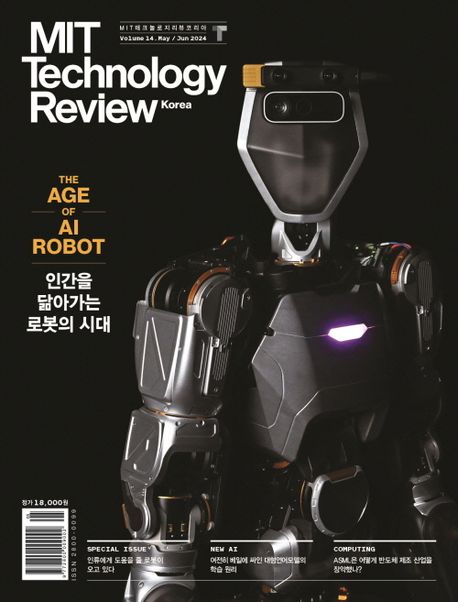 MIT테크놀로지리뷰코리아
Volume 14. May / Jun 2024
MIT
Technology
Review Korea
THE
AGE
OF
AI
ROBOT
인간을
닮아가는
로봇의 시대
정가 18,000원
ISSN 2800-0099
SPECIAL ISSUE
인류에게 도움을 줄 로봇이
오고 있다
NEW AI
여전히 베일에 싸인 대형언어모델의
학습 원리
COMPUTING
ASML은 어떻게 반도체 제조 산업을
장악했나?